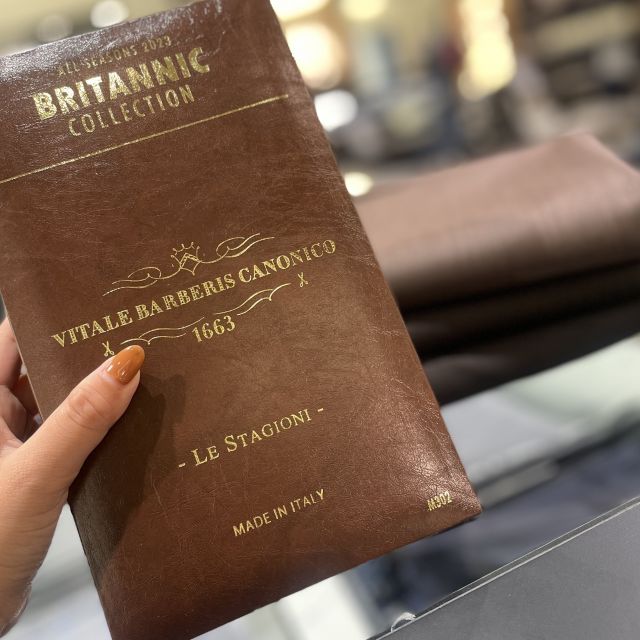 ALL SEASONS 2023
BRITANNIC
COLLECTION
VITALE BARBERIS CANONICO
1663
- LE STAGIONI -
MADE IN ITALY
M302